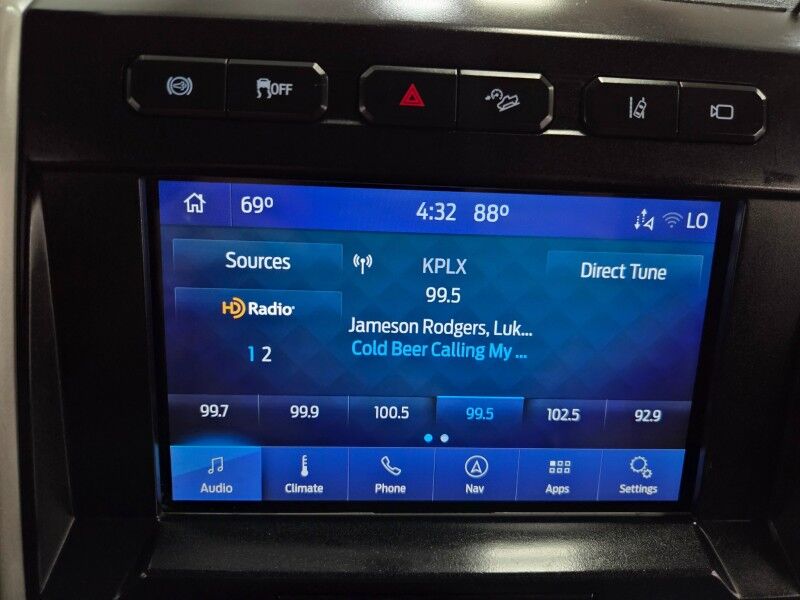 OFF
69°
4:32 88°
LO
Sources
KPLX
Direct Tune
99.5
HD Radio
Jameson Rodgers, Luk...
Cold Beer Calling My ...
1 2
99.7 99.9 100.5 99.5 102.5 92.9
Audio Climate Phone Nav Apps Settings